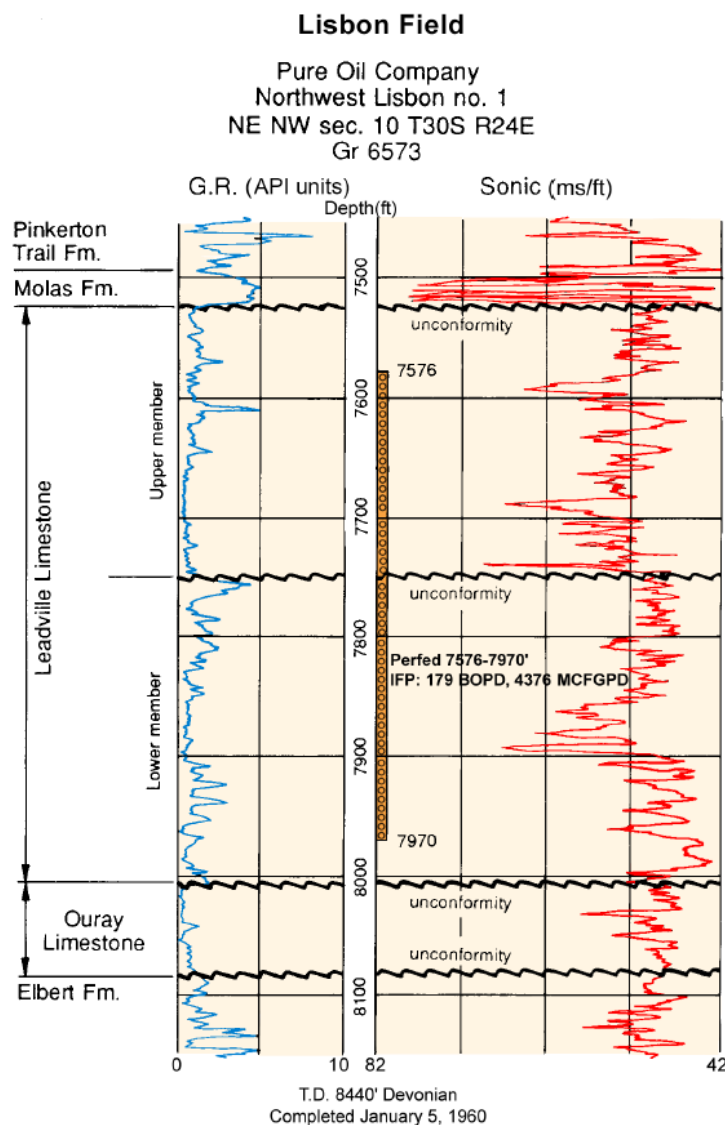 Lisbon Field
Pure Oil Company
Northwest Lisbon no. 1
NE NW sec. 10 T30S R24E
Gr 6573
G.R. (API units)
Depth(ft)
Sonic (ms/ft)
Pinkerton
Trail Fm.
Molas Fm.
7500
unconformity
7576
7600
Upper member
7700
Leadville Limestone
unconformity
7800
Perfed 7576-7970'
IFP: 179 BOPD, 4376 MCFGPD
Lower member
7900
7970
8000
unconformity
Ouray
Limestone
unconformity
Elbert Fm.
8100
0
10
82
42
T.D. 8440' Devonian
Completed January 5, 1960